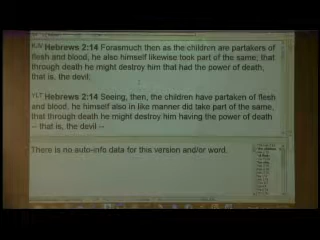 KJV Hebrews 2:14 Forasmuch then as the children are partakers of
flesh and blood, he also himself likewise took part of the same; that
through death he might destroy him that had the power of death,
that is, the devil:
YLT Hebrews 2:14 Seeing, then, the children have partaken of flesh
and blood, he himself also in like manner did take part of the same,
that through death he might destroy him having the power of death
-- that is, the devil --
There is no auto-info data for this version and/or word.